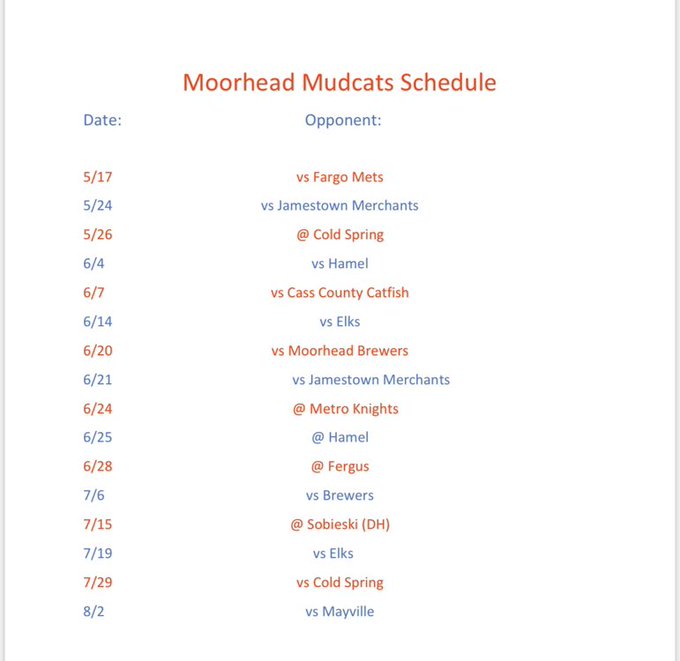 Moorhead Mudcats Schedule
Date: Opponent:
5/17 vs Fargo Mets
5/24 vs Jamestown Merchants
5/26 @ Cold Spring
6/4 vs Hamel
6/7 vs Cass County Catfish
6/14 vs Elks
6/20 vs Moorhead Brewers
6/21 vs Jamestown Merchants
6/24 @ Metro Knights
6/25 @ Hamel
6/28 @ Fergus
7/6 vs Brewers
7/15 @ Sobieski (DH)
7/19 vs Elks
7/29 vs Cold Spring
8/2 vs Mayville